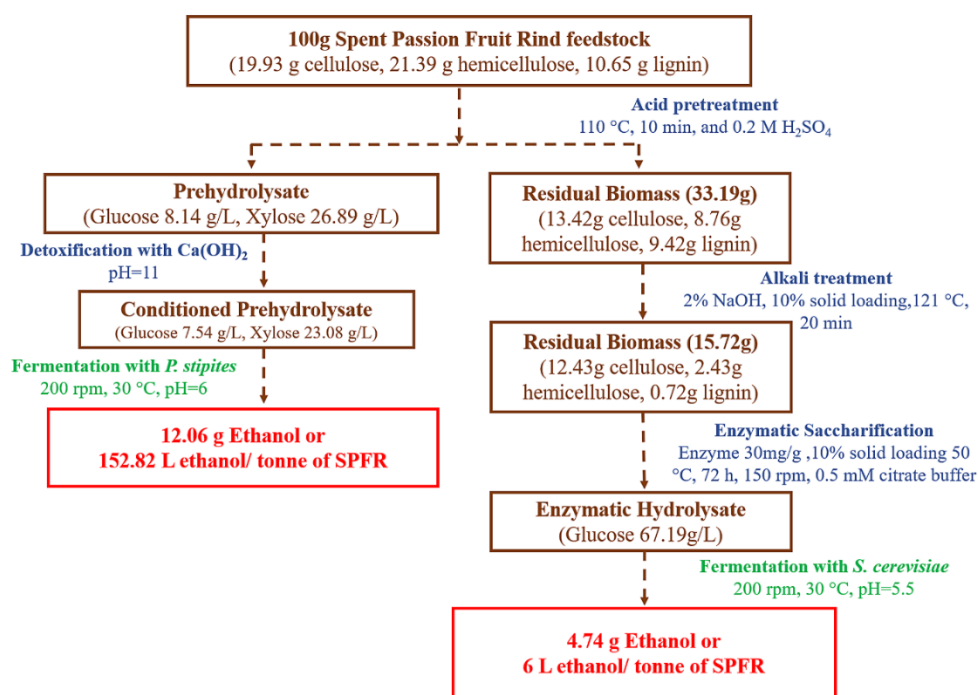 100g Spent Passion Fruit Rind feedstock
(19.93 g cellulose, 21.39 g hemicellulose, 10.65 g lignin)
Acid pretreatment
110 °C, 10 min, and 0.2 M H₂SO₄
Prehydrolysate
(Glucose 8.14 g/L, Xylose 26.89 g/L)
Residual Biomass (33.19g)
(13.42g cellulose, 8.76g
hemicellulose, 9.42g lignin)
Detoxification with Ca(OH)₂
pH=11
Alkali treatment
2% NaOH, 10% solid loading,121 °C,
20 min
Conditioned Prehydrolysate
(Glucose 7.54 g/L, Xylose 23.08 g/L)
Residual Biomass (15.72g)
(12.43g cellulose, 2.43g
hemicellulose, 0.72g lignin)
Fermentation with P. stipites
200 rpm, 30 °C, pH=6
12.06 g Ethanol or
152.82 L ethanol/ tonne of SPFR
Enzymatic Saccharification
Enzyme 30mg/g ,10% solid loading 50
°C, 72 h, 150 rpm, 0.5 mM citrate buffer
Enzymatic Hydrolysate
(Glucose 67.19g/L)
Fermentation with S. cerevisiae
200 rpm, 30 °C, pH=5.5
4.74 g Ethanol or
6 L ethanol/ tonne of SPFR